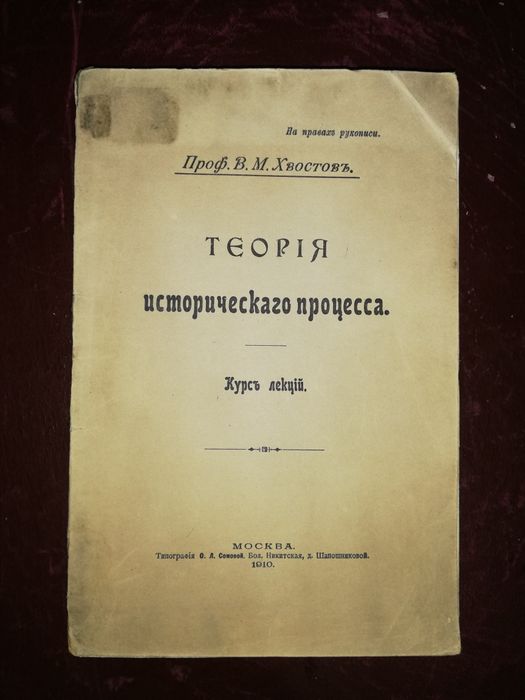 На правахъ рукописи.
Проф. В. М. Хвостовъ.
ТЕОРІЯ
историческаго процесса.
Курсъ лекцій.
МОСКВА.
Типографія О. Л. Сомовой. Бол. Никитская, д. Шапошниковой.
1910.